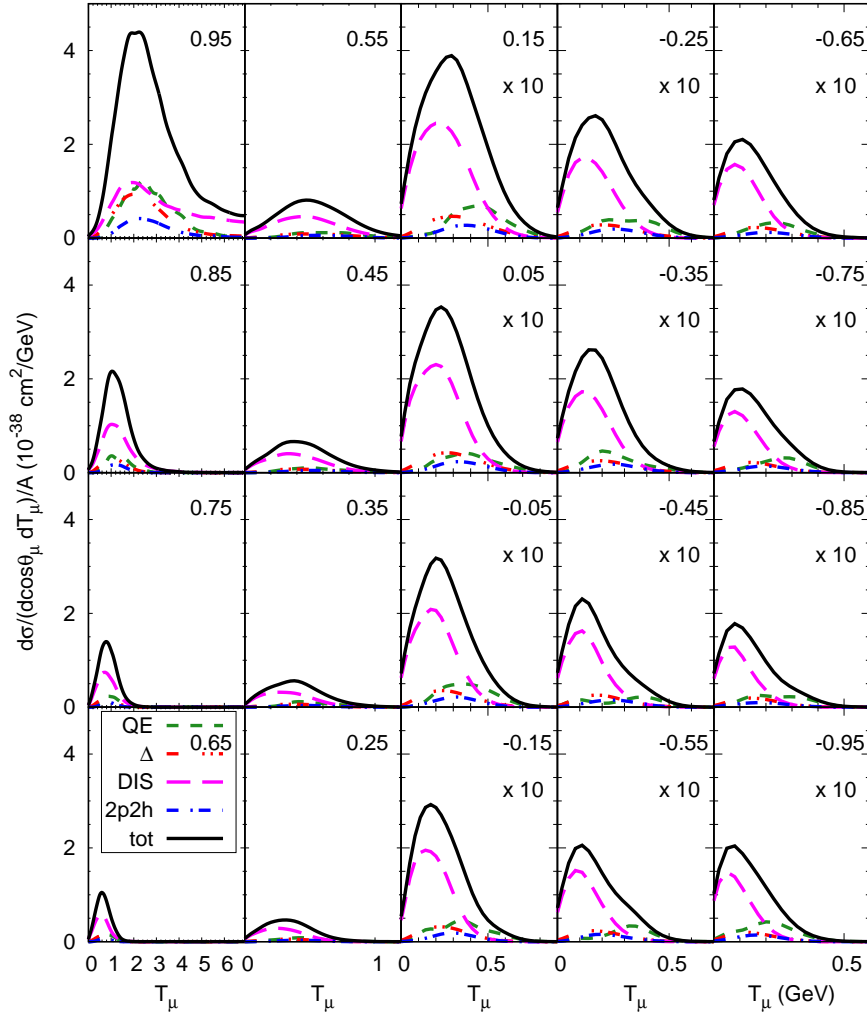 dσ/(dcosθμ dTμ)/A (10⁻³⁸ cm²/GeV)
4
2
0
0.95
0.55
0.15
x 10
-0.25
x 10
-0.65
x 10
4
2
0
0.85
0.45
0.05
x 10
-0.35
x 10
-0.75
x 10
4
2
0
0.75
0.35
-0.05
x 10
-0.45
x 10
-0.85
x 10
4
2
0
0.65
0.25
-0.15
x 10
-0.55
x 10
-0.95
x 10
QE
Δ
DIS
2p2h
tot
0 1 2 3 4 5 6
0 1
0 0.5
0 0.5
0 0.5
Tμ
Tμ
Tμ
Tμ
Tμ (GeV)